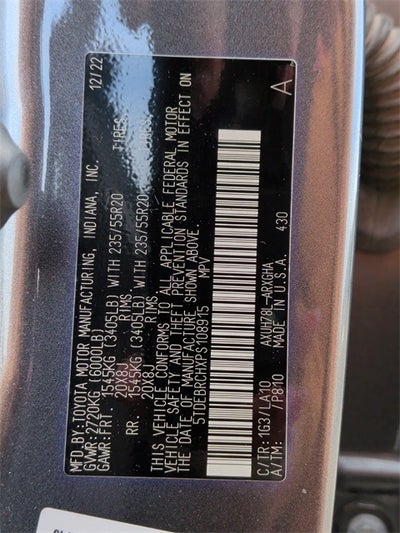 MFD.BY:TOYOTA MOTOR MANUFACTURING, INDIANA, INC. 12/22
GVWR:2720KG (6000LB)
GAWR:FRT. 1545KG (3405LB) WITH 235/55R20 TIRES
20X8J RIMS
RR. 1545KG (3405LB) WITH 235/55R20
20X8J RIMS
THIS VEHICLE CONFORMS TO ALL APPLICABLE FEDERAL MOTOR
VEHICLE SAFETY AND THEFT PREVENTION STANDARDS IN EFFECT ON
THE DATE OF MANUFACTURE SHOWN ABOVE.
5TDEBRCHXPS108915 MPV
A
C/TR:1G3/LA10 AXUH78L-ARXGHA
A/TM: /P810 MADE IN U.S.A. 430